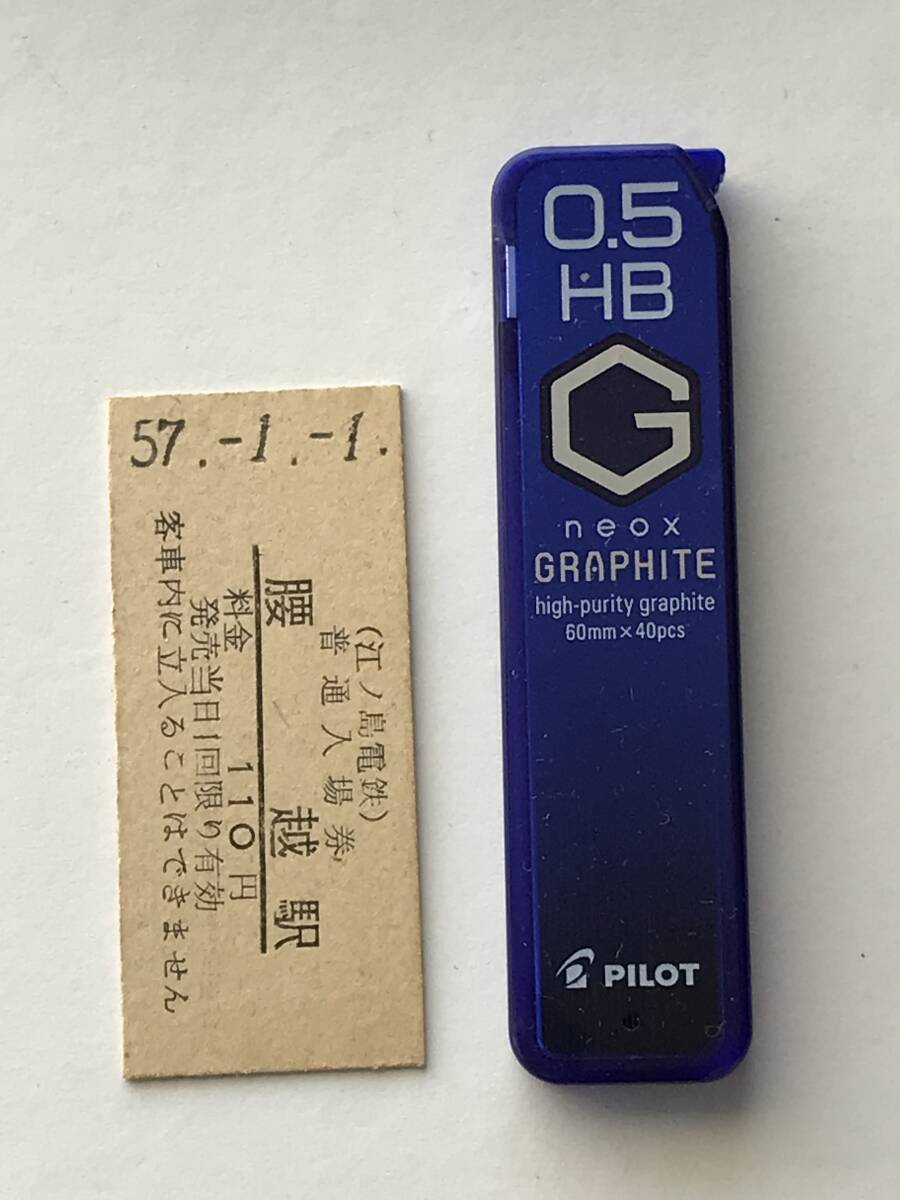 57.-1.-1.
(江ノ島電鉄)
普通入場券
腰越駅
料金 110円
発売当日1回限り有効
客車内に立入ることはできません
0.5
HB
G
neox
GRAPHITE
high-purity graphite
60mm×40pcs
PILOT